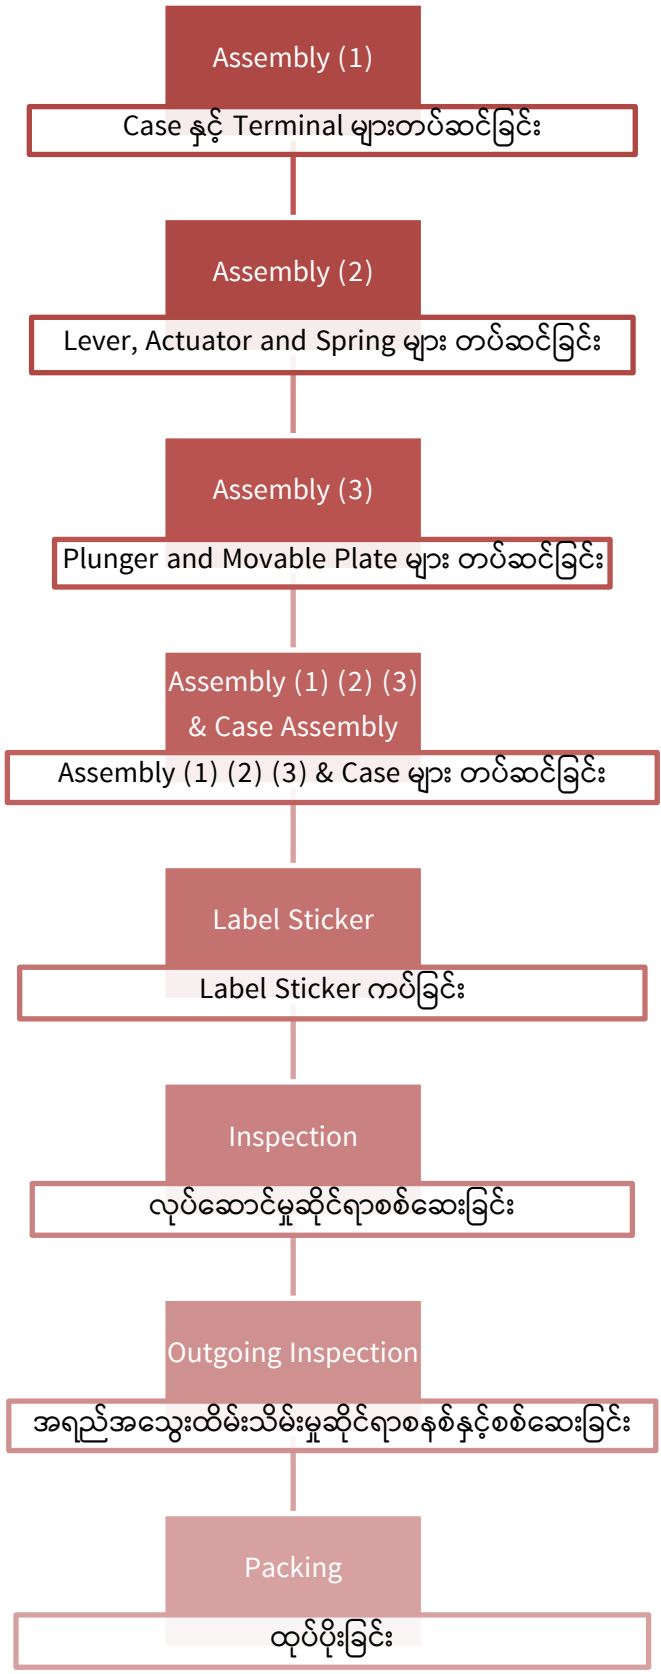 Assembly (1)
Case နှင့် Terminal များတပ်ဆင်ခြင်း
Assembly (2)
Lever, Actuator and Spring များ တပ်ဆင်ခြင်း
Assembly (3)
Plunger and Movable Plate များ တပ်ဆင်ခြင်း
Assembly (1) (2) (3)
& Case Assembly
Assembly (1) (2) (3) & Case များ တပ်ဆင်ခြင်း
Label Sticker
Label Sticker ကပ်ခြင်း
Inspection
လုပ်ဆောင်မှုဆိုင်ရာစစ်ဆေးခြင်း
Outgoing Inspection
အရည်အသွေးထိမ်းသိမ်းမှုဆိုင်ရာစနစ်နှင့်စစ်ဆေးခြင်း
Packing
ထုပ်ပိုးခြင်း